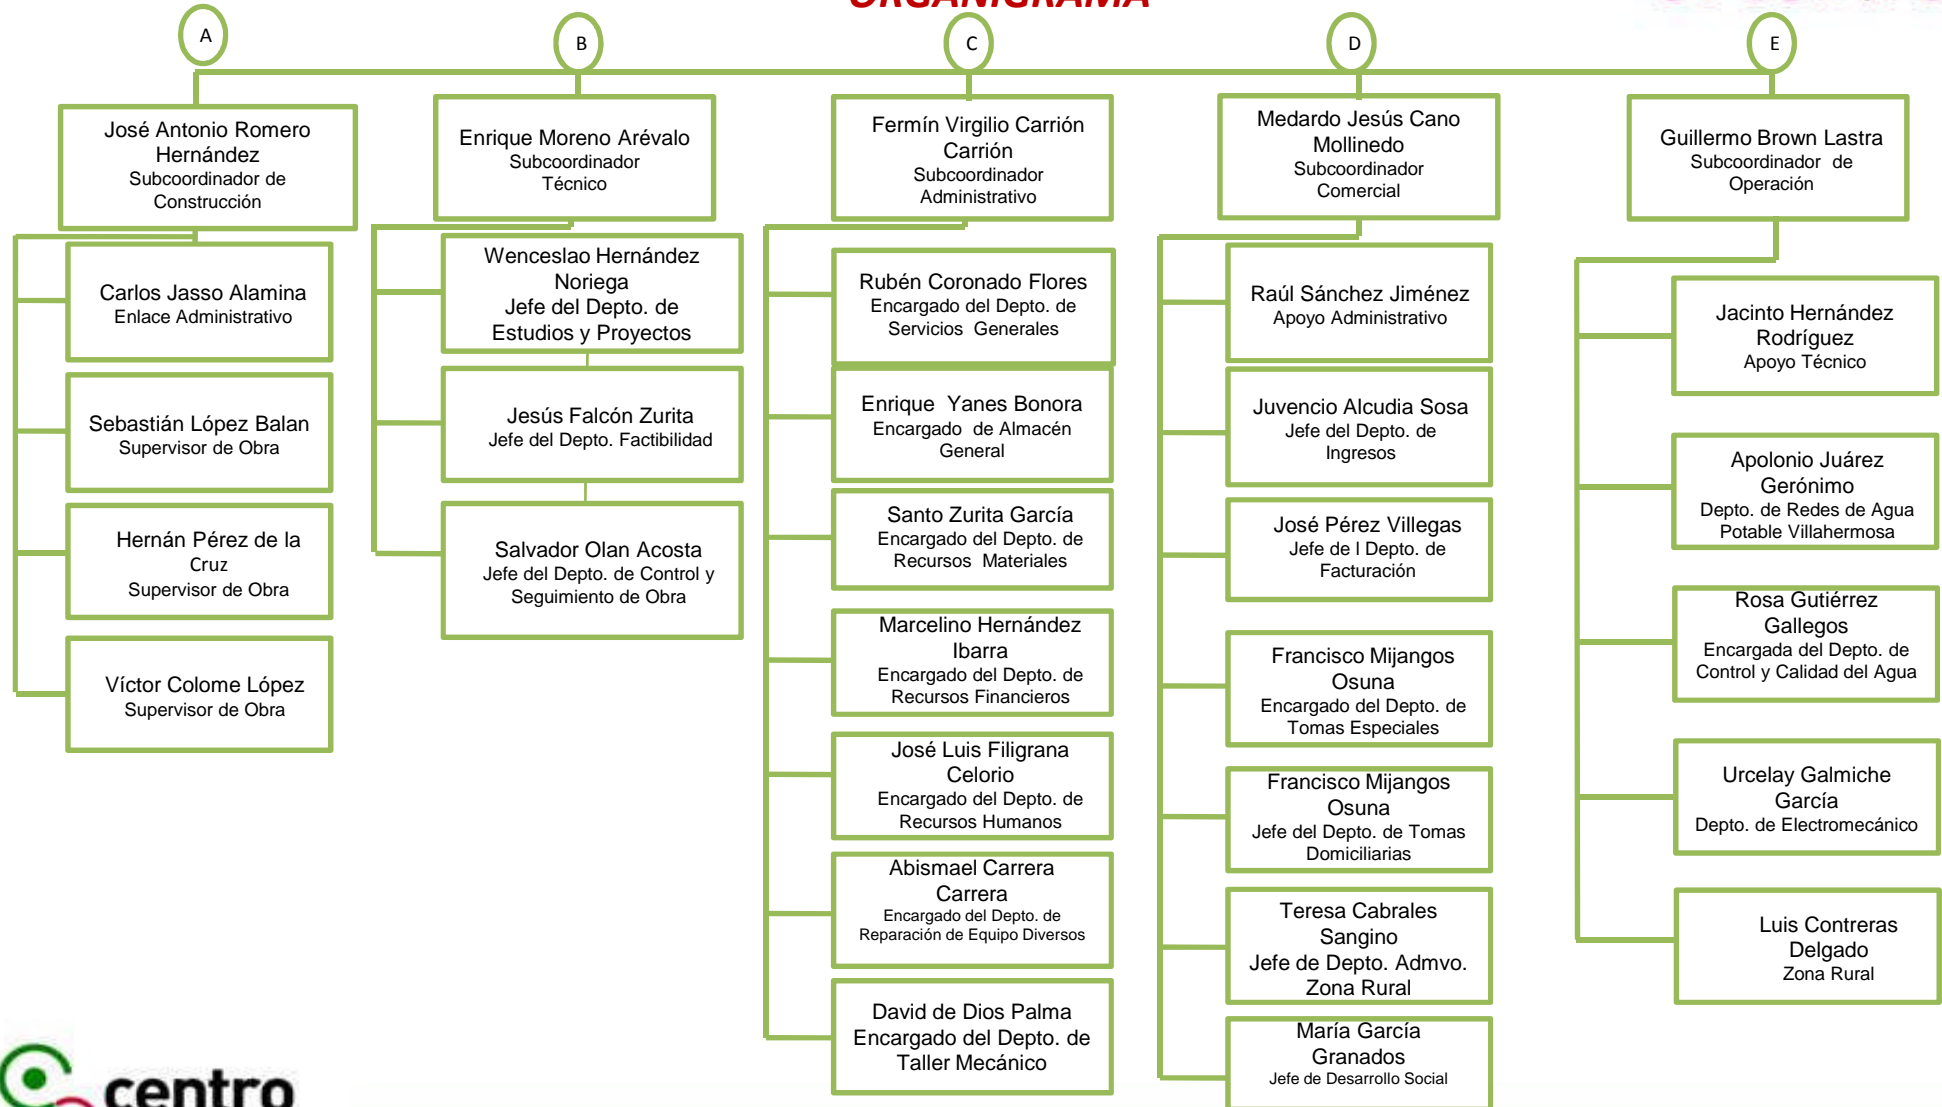 ORGANIGRAMA
A
B
C
D
E
José Antonio Romero
Hernández
Subcoordinador de
Construcción
Carlos Jasso Alamina
Enlace Administrativo
Sebastián López Balan
Supervisor de Obra
Hernán Pérez de la
Cruz
Supervisor de Obra
Víctor Colome López
Supervisor de Obra
Enrique Moreno Arévalo
Subcoordinador
Técnico
Wenceslao Hernández
Noriega
Jefe del Depto. de
Estudios y Proyectos
Jesús Falcón Zurita
Jefe del Depto. Factibilidad
Salvador Olan Acosta
Jefe del Depto. de Control y
Seguimiento de Obra
Fermín Virgilio Carrión
Carrión
Subcoordinador
Administrativo
Rubén Coronado Flores
Encargado del Depto. de
Servicios Generales
Enrique Yanes Bonora
Encargado de Almacén
General
Santo Zurita García
Encargado del Depto. de
Recursos Materiales
Marcelino Hernández
Ibarra
Encargado del Depto. de
Recursos Financieros
José Luis Filigrana
Celorio
Encargado del Depto. de
Recursos Humanos
Abismael Carrera
Carrera
Encargado del Depto. de
Reparación de Equipo Diversos
David de Dios Palma
Encargado del Depto. de
Taller Mecánico
Medardo Jesús Cano
Mollinedo
Subcoordinador
Comercial
Raúl Sánchez Jiménez
Apoyo Administrativo
Juvencio Alcudia Sosa
Jefe del Depto. de
Ingresos
José Pérez Villegas
Jefe de l Depto. de
Facturación
Francisco Mijangos
Osuna
Encargado del Depto. de
Tomas Especiales
Francisco Mijangos
Osuna
Jefe del Depto. de Tomas
Domiciliarias
Teresa Cabrales
Sangino
Jefe de Depto. Admvo.
Zona Rural
María García
Granados
Jefe de Desarrollo Social
Guillermo Brown Lastra
Subcoordinador de
Operación
Jacinto Hernández
Rodríguez
Apoyo Técnico
Apolonio Juárez
Gerónimo
Depto. de Redes de Agua
Potable Villahermosa
Rosa Gutiérrez
Gallegos
Encargada del Depto. de
Control y Calidad del Agua
Urcelay Galmiche
García
Depto. de Electromecánico
Luis Contreras
Delgado
Zona Rural
centro